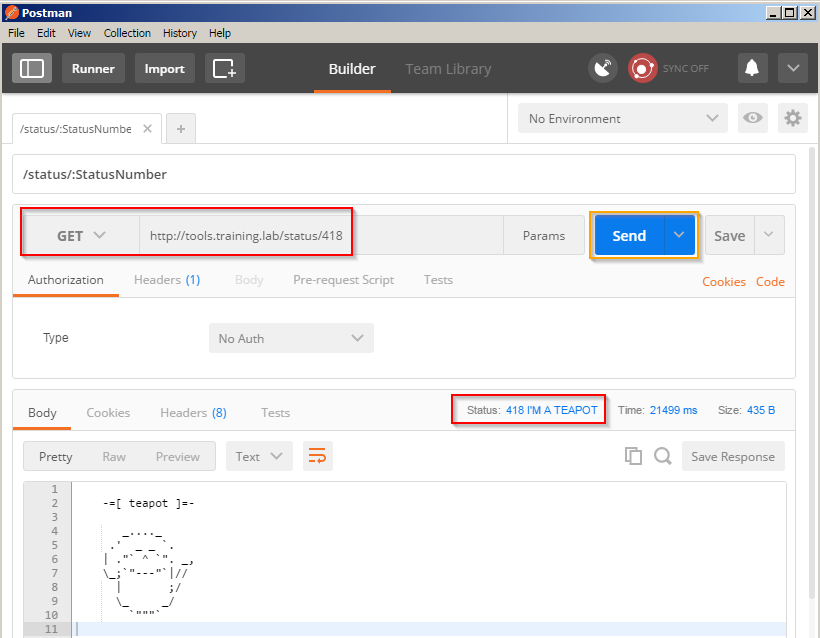 Postman
File Edit View Collection History Help
Runner Import Builder Team Library SYNC OFF
/status/:StatusNumbe No Environment
/status/:StatusNumber
GET http://tools.training.lab/status/418 Params Send Save
Authorization Headers (1) Body Pre-request Script Tests Cookies Code
Type No Auth
Body Cookies Headers (8) Tests Status: 418 I'M A TEAPOT Time: 21499 ms Size: 435 B
Pretty Raw Preview Text Save Response
1
2     -=[ teapot ]=-
3
4        _...._
5      .'  _ _ `.
6     | ."` ^ `". _,
7     \_;`"---"`|//
8       |       ;/
9       \_     _/
10        `"""`
11